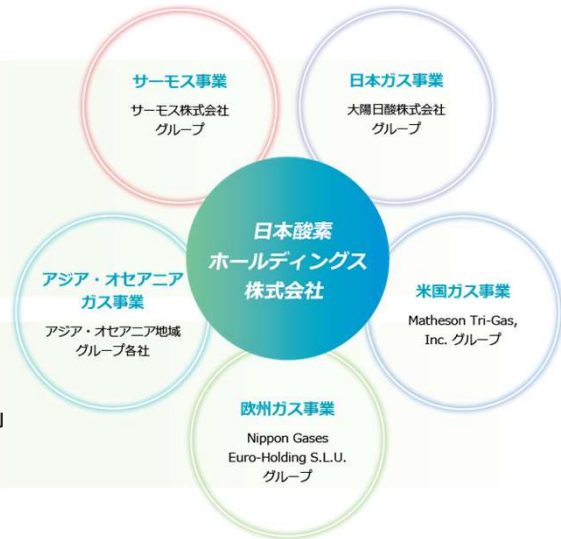 サーモス事業
サーモス株式会社
グループ
日本ガス事業
大陽日酸株式会社
グループ
日本酸素
ホールディングス
株式会社
アジア・オセアニア
ガス事業
アジア・オセアニア地域
グループ各社
米国ガス事業
Matheson Tri-Gas,
Inc. グループ
欧州ガス事業
Nippon Gases
Euro-Holding S.L.U.
グループ